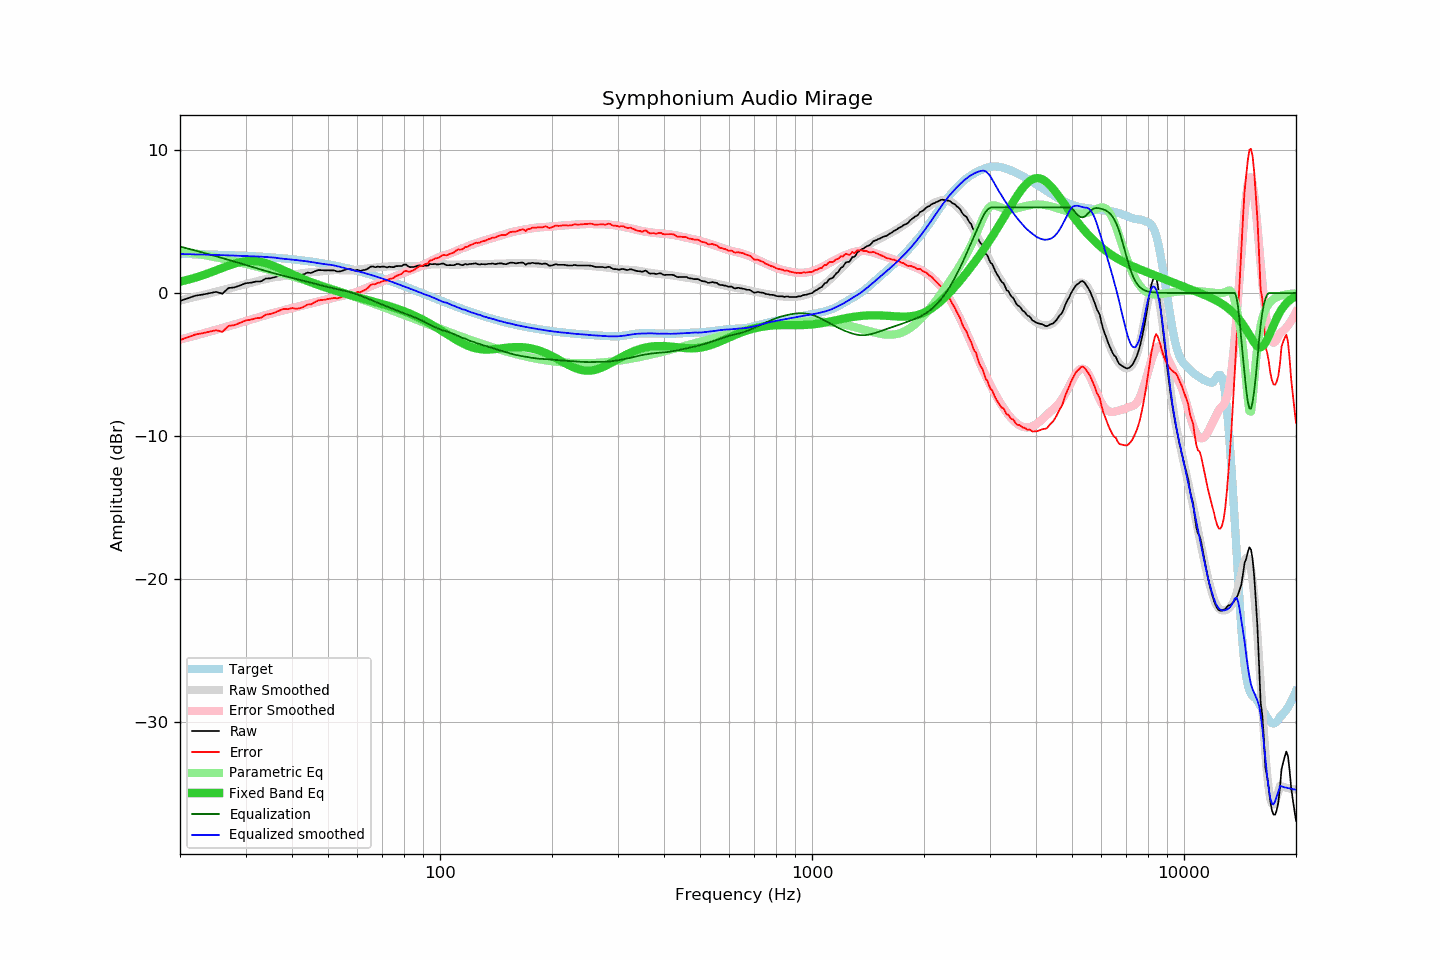 Symphonium Audio Mirage
10
0
−10
−20
−30
Amplitude (dBr)
Target
Raw Smoothed
Error Smoothed
Raw
Error
Parametric Eq
Fixed Band Eq
Equalization
Equalized smoothed
100
1000
10000
Frequency (Hz)